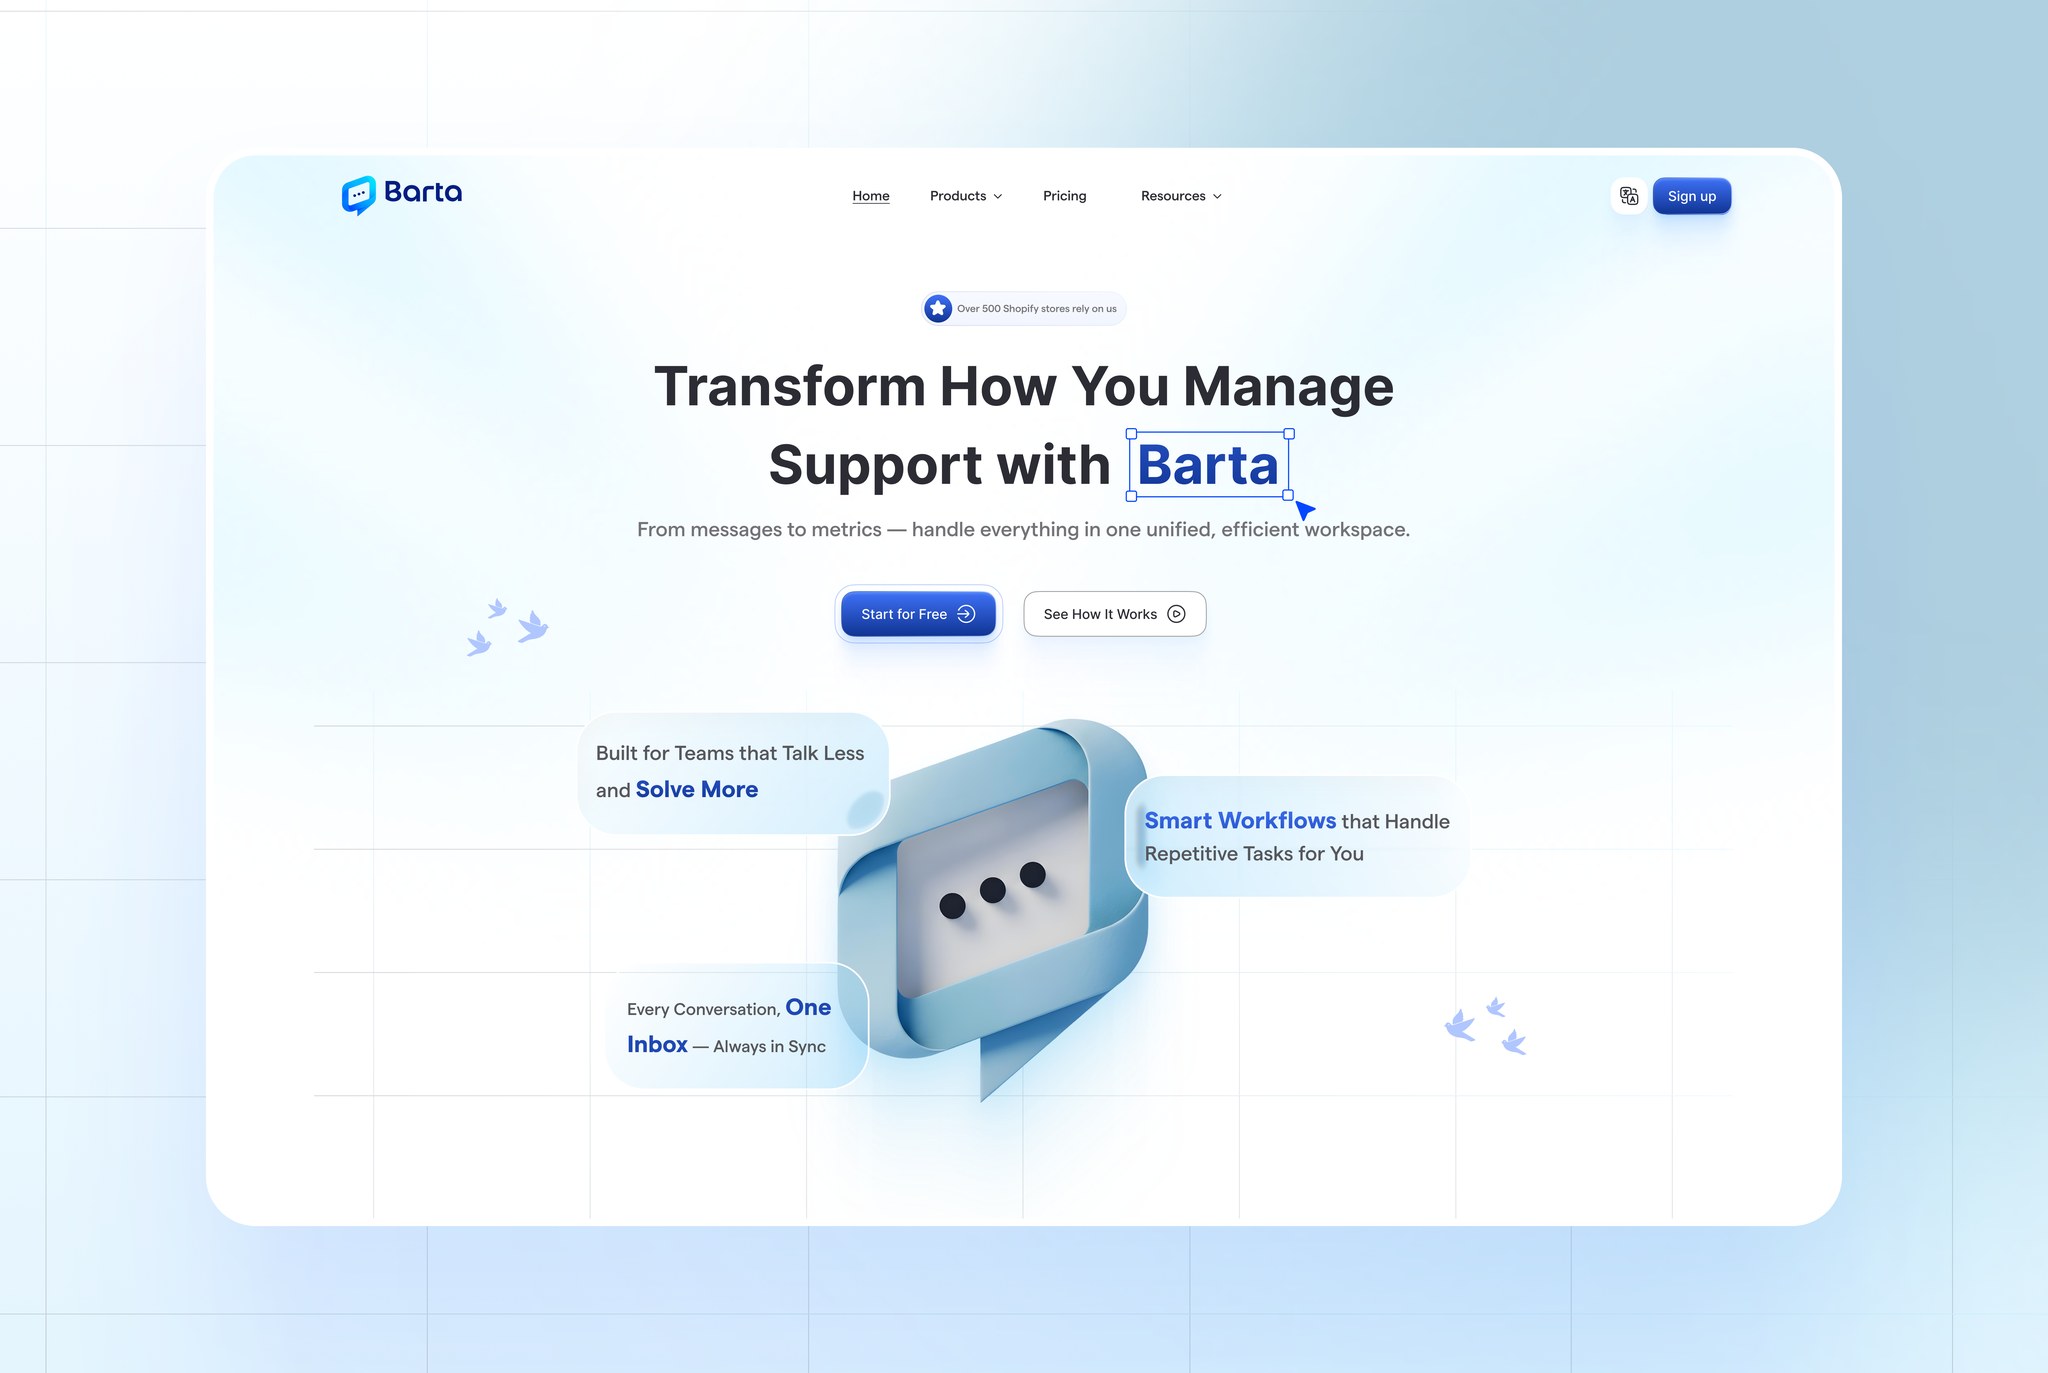 Barta
Home
Products
Pricing
Resources
Sign up
Over 500 Shopify stores rely on us
Transform How You Manage
Support with Barta
From messages to metrics — handle everything in one unified, efficient workspace.
Start for Free
See How It Works
Built for Teams that Talk Less
and Solve More
Smart Workflows that Handle
Repetitive Tasks for You
Every Conversation, One
Inbox — Always in Sync